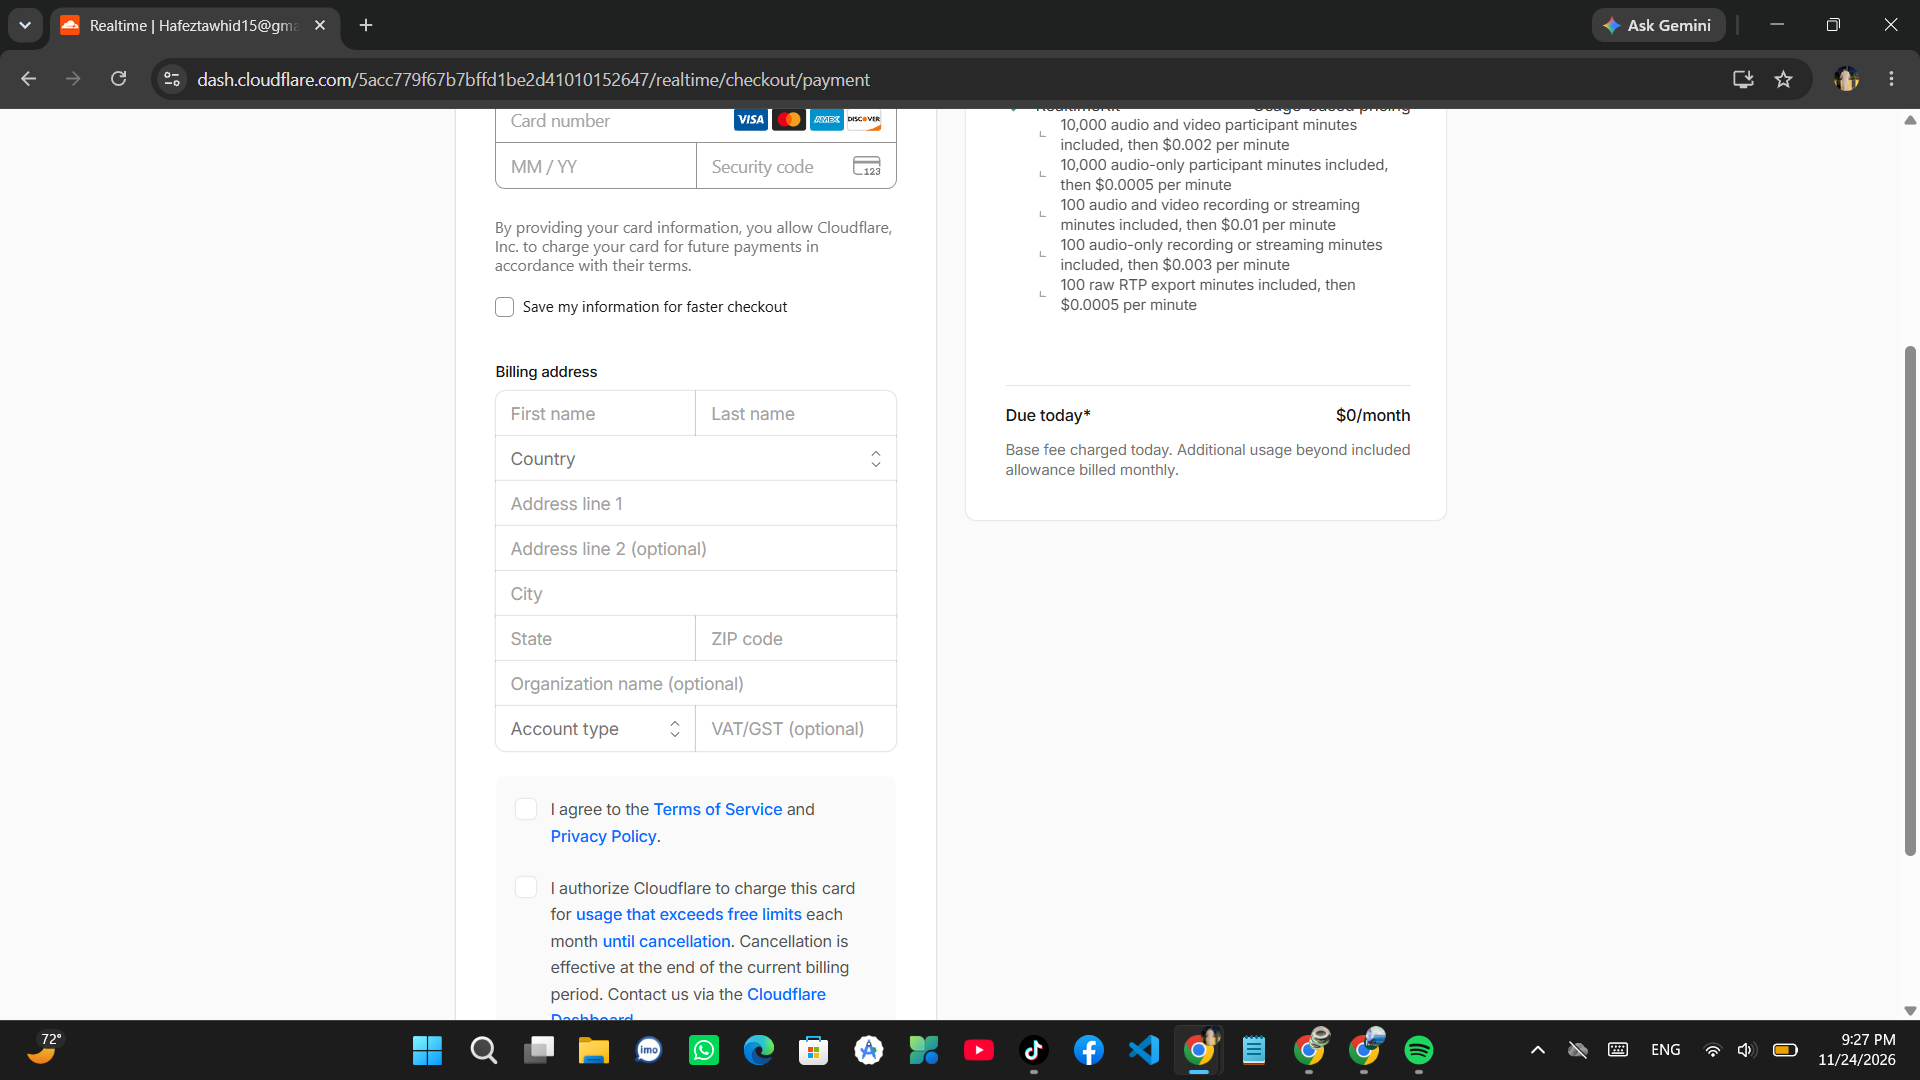 Realtime | Hafeztawhid15@gma
Ask Gemini
dash.cloudflare.com/5acc779f67b7bffd1be2d41010152647/realtime/checkout/payment
Card number
VISA
AMEX
DISCOVER
MM / YY
Security code
123
By providing your card information, you allow Cloudflare,
Inc. to charge your card for future payments in
accordance with their terms.
Save my information for faster checkout
Billing address
First name
Last name
Country
Address line 1
Address line 2 (optional)
City
State
ZIP code
Organization name (optional)
Account type
VAT/GST (optional)
I agree to the Terms of Service and
Privacy Policy.
I authorize Cloudflare to charge this card
for usage that exceeds free limits each
month until cancellation. Cancellation is
effective at the end of the current billing
period. Contact us via the Cloudflare
Dashboard
RealtimeKit
Usage-based pricing
10,000 audio and video participant minutes
included, then $0.002 per minute
10,000 audio-only participant minutes included,
then $0.0005 per minute
100 audio and video recording or streaming
minutes included, then $0.01 per minute
100 audio-only recording or streaming minutes
included, then $0.003 per minute
100 raw RTP export minutes included, then
$0.0005 per minute
Due today*
$0/month
Base fee charged today. Additional usage beyond included
allowance billed monthly.
72°
imo
ENG
9:27 PM
11/24/2026